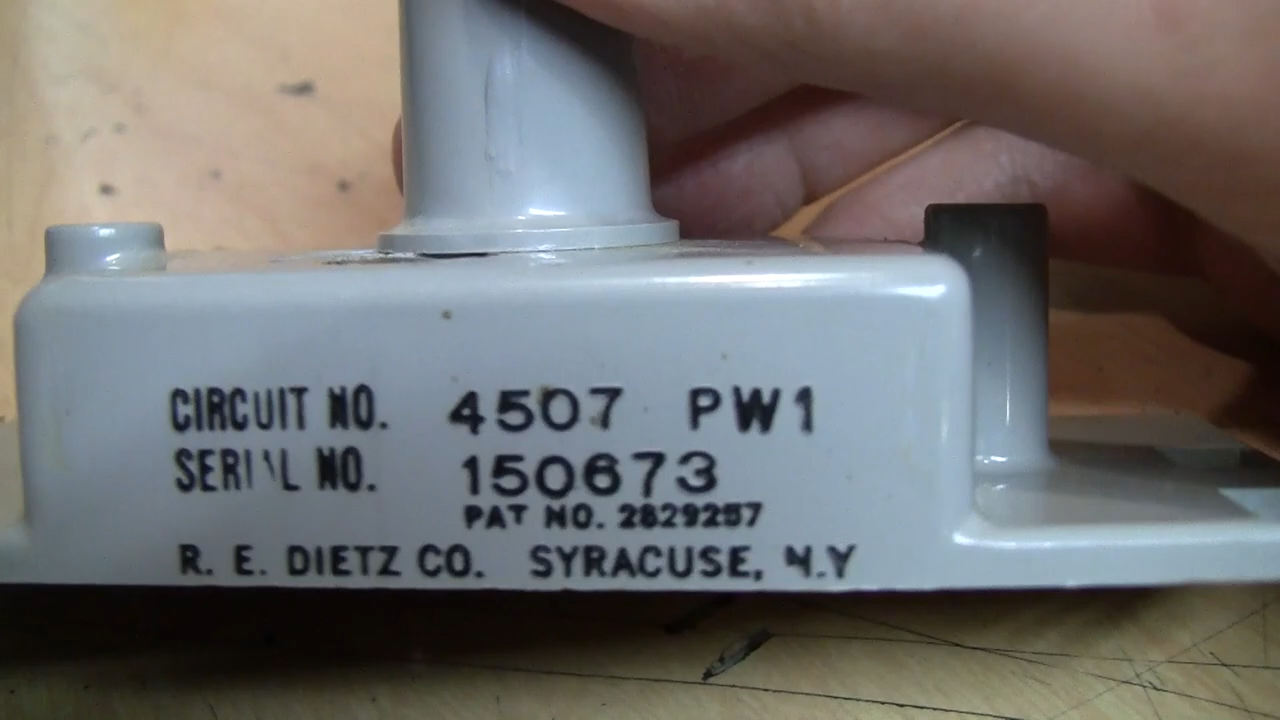 CIRCUIT NO. 4507 PW1
SERIAL NO. 150673
PAT NO. 2829257
R. E. DIETZ CO. SYRACUSE, N.Y